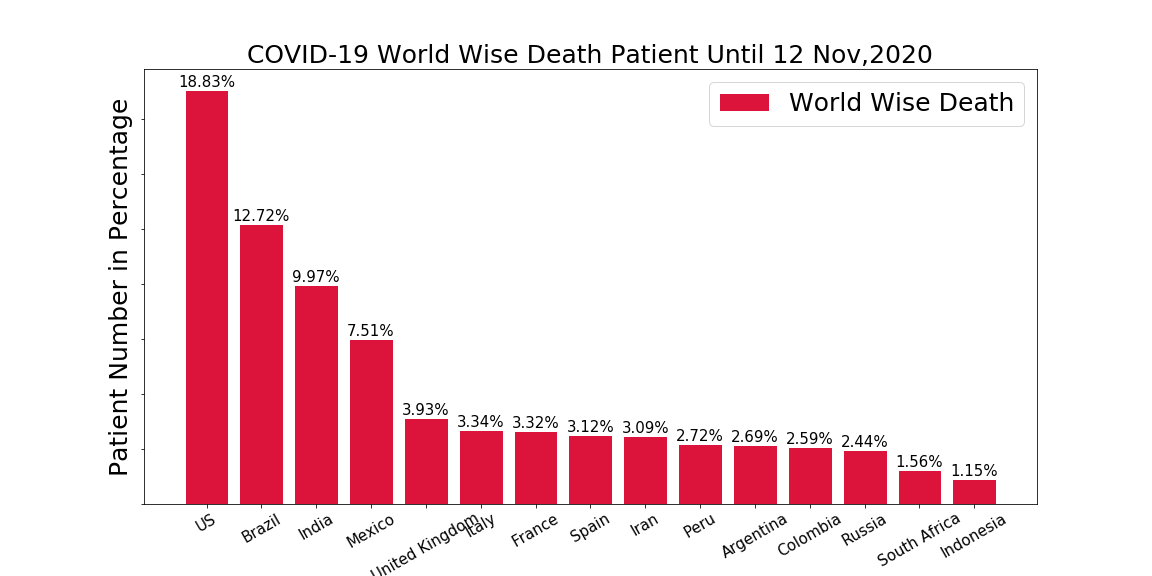 COVID-19 World Wise Death Patient Until 12 Nov,2020
World Wise Death
Patient Number in Percentage
18.83%
12.72%
9.97%
7.51%
3.93%
3.34%
3.32%
3.12%
3.09%
2.72%
2.69%
2.59%
2.44%
1.56%
1.15%
US
Brazil
India
Mexico
United Kingdom
Italy
France
Spain
Iran
Peru
Argentina
Colombia
Russia
South Africa
Indonesia